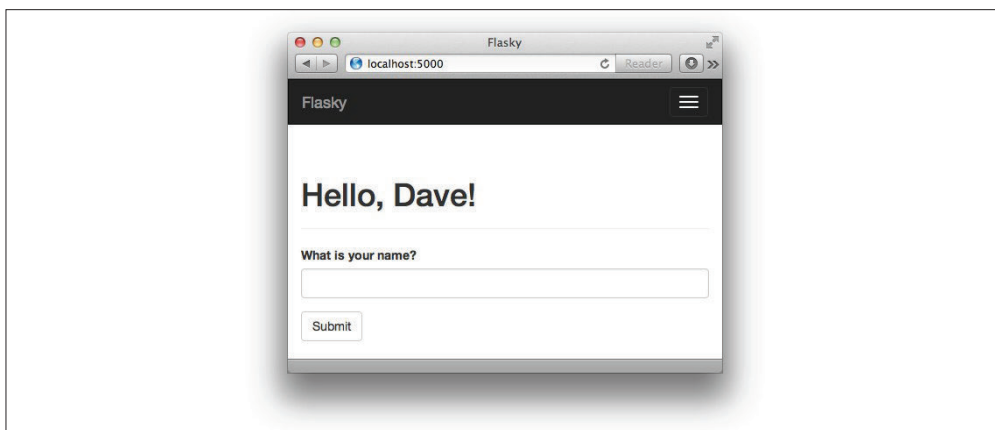 Flasky
localhost:5000
Reader
Flasky
Hello, Dave!
What is your name?
Submit